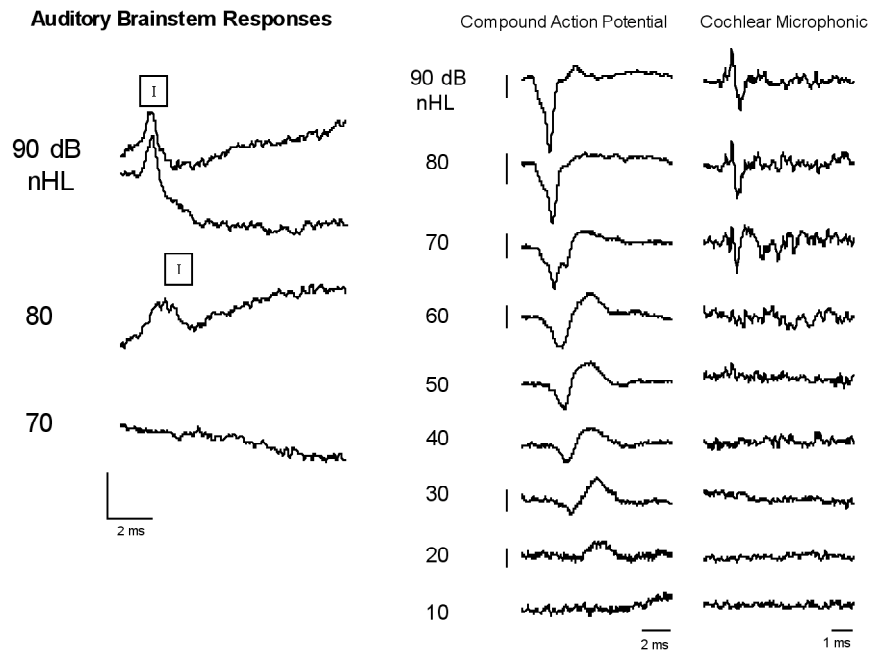 Auditory Brainstem Responses
I
90 dB
nHL
I
80
70
2 ms
Compound Action Potential
Cochlear Microphonic
90 dB
nHL
80
70
60
50
40
30
20
10
2 ms
1 ms